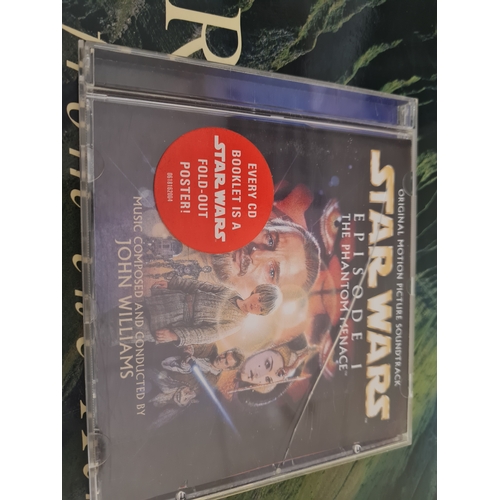 ORIGINAL MOTION PICTURE SOUNDTRACK
STAR WARS
EPISODE I
THE PHANTOM MENACE
EVERY CD
BOOKLET IS A
STAR WARS
FOLD-OUT
POSTER!
MUSIC COMPOSED AND CONDUCTED BY
JOHN WILLIAMS